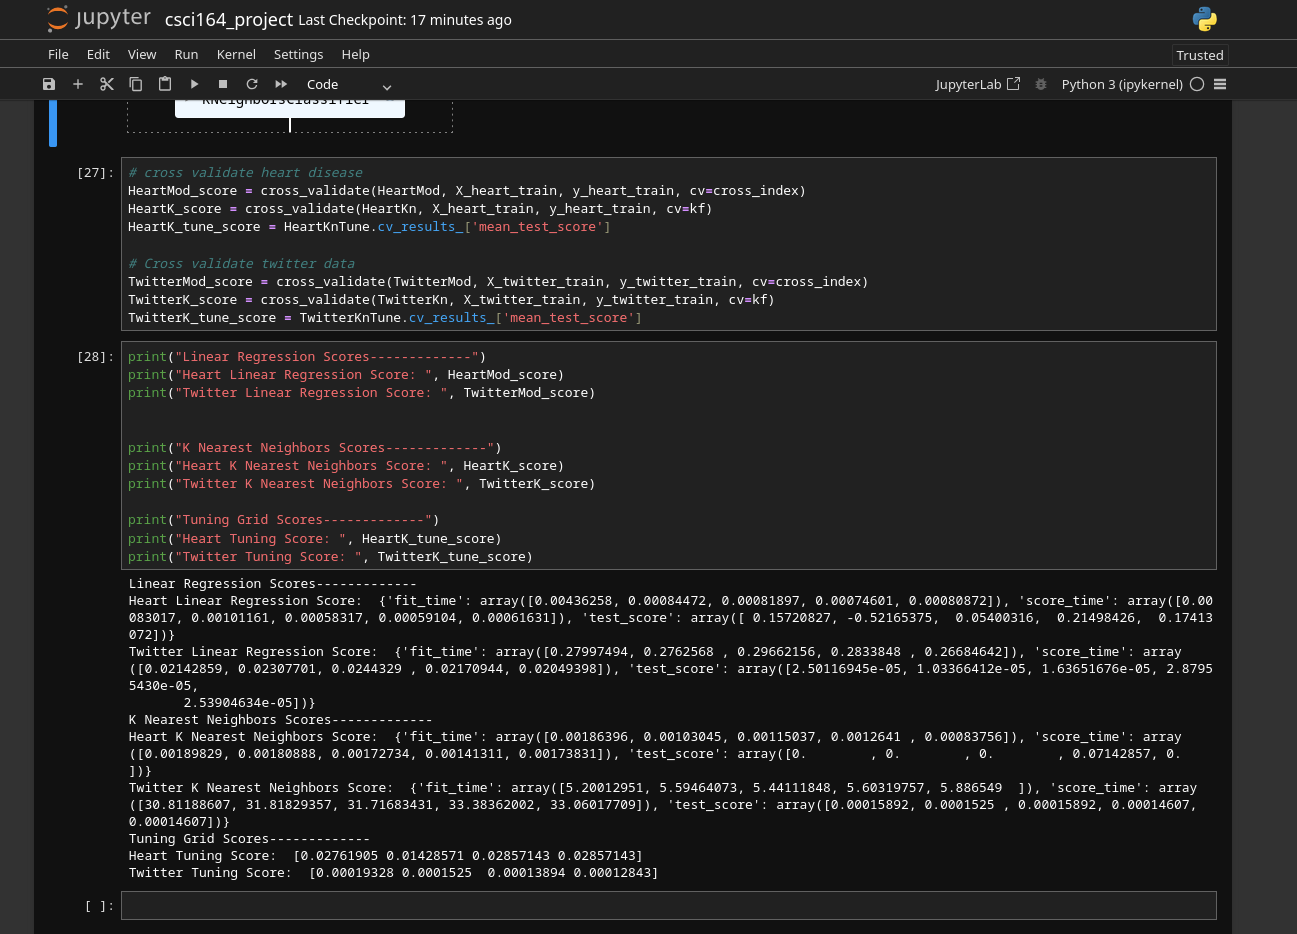 jupyter csci164_project Last Checkpoint: 17 minutes ago
File Edit View Run Kernel Settings Help Trusted
Code JupyterLab Python 3 (ipykernel)
KNeighborsClassifier
[27]:
# cross validate heart disease
HeartMod_score = cross_validate(HeartMod, X_heart_train, y_heart_train, cv=cross_index)
HeartK_score = cross_validate(HeartKn, X_heart_train, y_heart_train, cv=kf)
HeartK_tune_score = HeartKnTune.cv_results_['mean_test_score']

# Cross validate twitter data
TwitterMod_score = cross_validate(TwitterMod, X_twitter_train, y_twitter_train, cv=cross_index)
TwitterK_score = cross_validate(TwitterKn, X_twitter_train, y_twitter_train, cv=kf)
TwitterK_tune_score = TwitterKnTune.cv_results_['mean_test_score']
[28]:
print("Linear Regression Scores-------------")
print("Heart Linear Regression Score: ", HeartMod_score)
print("Twitter Linear Regression Score: ", TwitterMod_score)

print("K Nearest Neighbors Scores-------------")
print("Heart K Nearest Neighbors Score: ", HeartK_score)
print("Twitter K Nearest Neighbors Score: ", TwitterK_score)

print("Tuning Grid Scores-------------")
print("Heart Tuning Score: ", HeartK_tune_score)
print("Twitter Tuning Score: ", TwitterK_tune_score)
Linear Regression Scores-------------
Heart Linear Regression Score:  {'fit_time': array([0.00436258, 0.00084472, 0.00081897, 0.00074601, 0.00080872]), 'score_time': array([0.00
083017, 0.00101161, 0.00058317, 0.00059104, 0.00061631]), 'test_score': array([ 0.15720827, -0.52165375,  0.05400316,  0.21498426,  0.17413
072])}
Twitter Linear Regression Score:  {'fit_time': array([0.27997494, 0.2762568 , 0.29662156, 0.2833848 , 0.26684642]), 'score_time': array
([0.02142859, 0.02307701, 0.0244329 , 0.02170944, 0.02049398]), 'test_score': array([2.50116945e-05, 1.03366412e-05, 1.63651676e-05, 2.8795
5430e-05,
2.53904634e-05])}
K Nearest Neighbors Scores-------------
Heart K Nearest Neighbors Score:  {'fit_time': array([0.00186396, 0.00103045, 0.00115037, 0.0012641 , 0.00083756]), 'score_time': array
([0.00189829, 0.00180888, 0.00172734, 0.00141311, 0.00173831]), 'test_score': array([0.        , 0.        , 0.        , 0.07142857, 0.
])}
Twitter K Nearest Neighbors Score:  {'fit_time': array([5.20012951, 5.59464073, 5.44111848, 5.60319757, 5.886549  ]), 'score_time': array
([30.81188607, 31.81829357, 31.71683431, 33.38362002, 33.06017709]), 'test_score': array([0.00015892, 0.0001525 , 0.00015892, 0.00014607,
0.00014607])}
Tuning Grid Scores-------------
Heart Tuning Score:  [0.02761905 0.01428571 0.02857143 0.02857143]
Twitter Tuning Score:  [0.00019328 0.0001525  0.00013894 0.00012843]
[ ]: